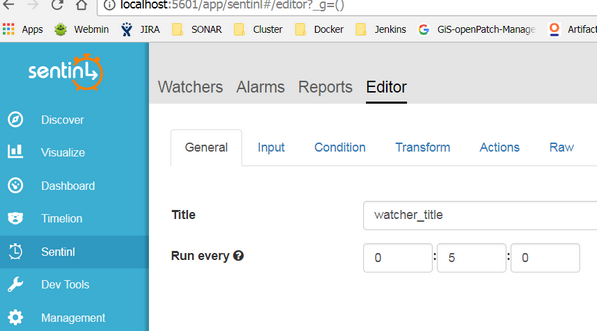 localhost:5601/app/sentinl#/editor?_g=()
Apps Webmin JIRA SONAR Cluster Docker Jenkins GiS-openPatch-Manage Artifact
sentinl
Watchers Alarms Reports Editor
Discover
General Input Condition Transform Actions Raw
Visualize
Dashboard
Timelion
Title watcher_title
Sentinl
Run every 0 : 5 : 0
Dev Tools
Management